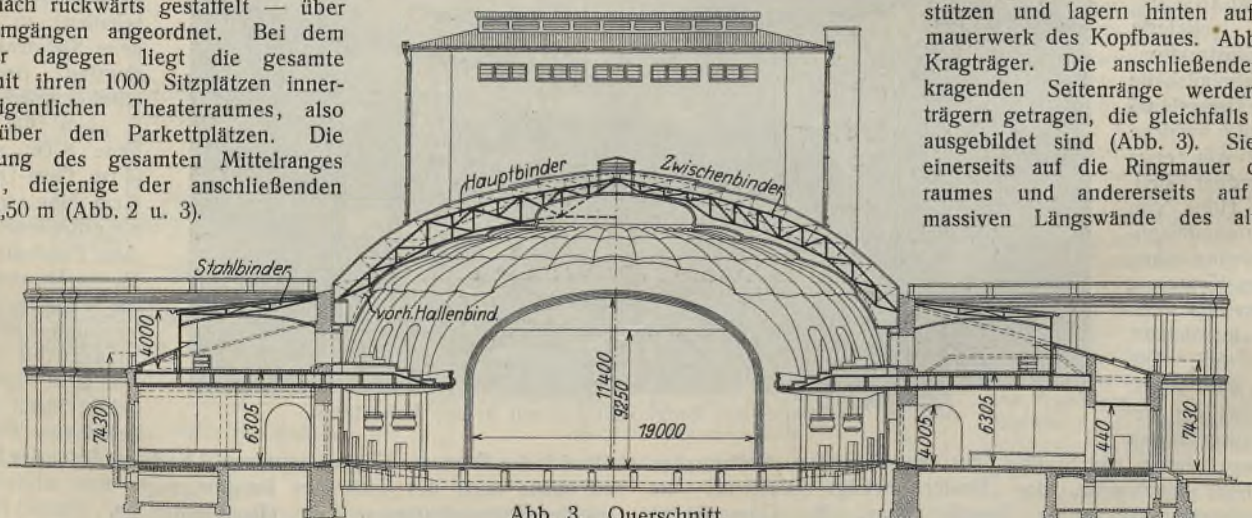 nach rückwärts gestaffelt — über
mgängen angeordnet. Bei dem
r dagegen liegt die gesamte
mit ihren 1000 Sitzplätzen inner-
eigentlichen Theaterraumes, also
über den Parkettplätzen. Die
ung des gesamten Mittelranges
, diejenige der anschließenden
,50 m (Abb. 2 u. 3).
stützen und lagern hinten auf
mauerwerk des Kopfbaues. Abb
Kragträger. Die anschließenden
kragenden Seitenränge werden
trägern getragen, die gleichfalls
ausgebildet sind (Abb. 3). Sie
einerseits auf die Ringmauer d
raumes und andererseits auf
massiven Längswände des al
Hauptbinder
Zwischenbinder
Stahlbinder
vorh. Hallenbind.
4000
7430
6305
11400
9250
19000
4005
6305
440
7430
Abb. 3. Querschnitt